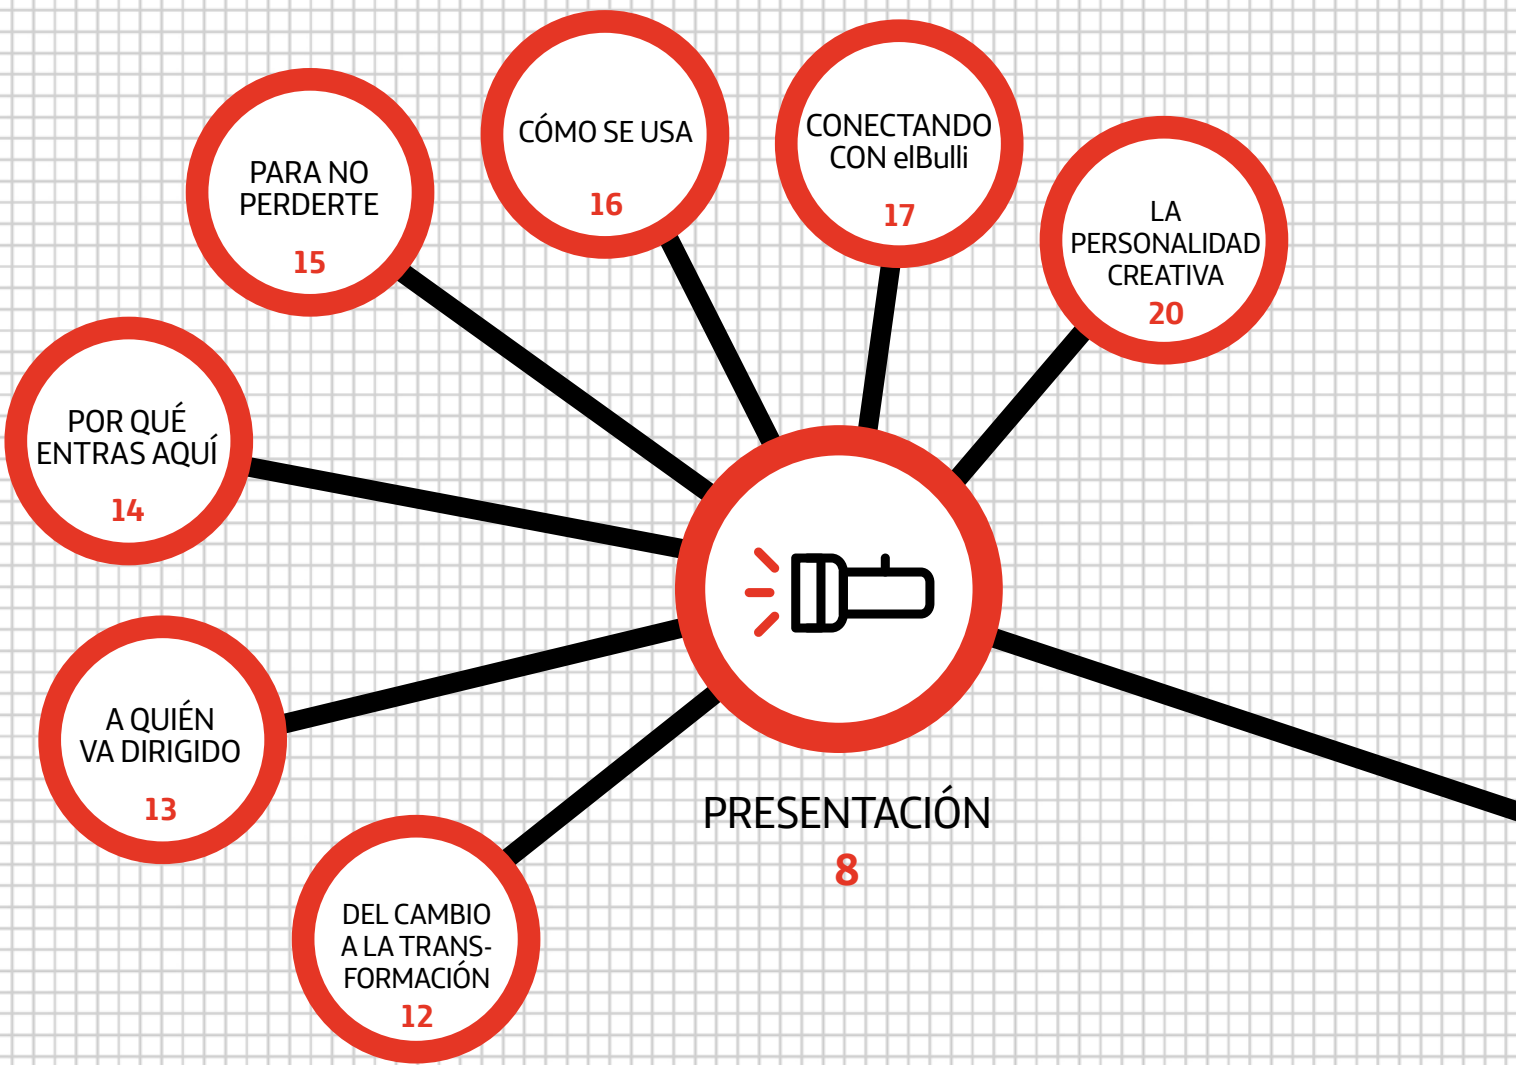 CÓMO SE USA
16
CONECTANDO
CON elBulli
17
PARA NO
PERDERTE
15
LA
PERSONALIDAD
CREATIVA
20
POR QUÉ
ENTRAS AQUÍ
14
A QUIÉN
VA DIRIGIDO
13
PRESENTACIÓN
8
DEL CAMBIO
A LA TRANS-
FORMACIÓN
12